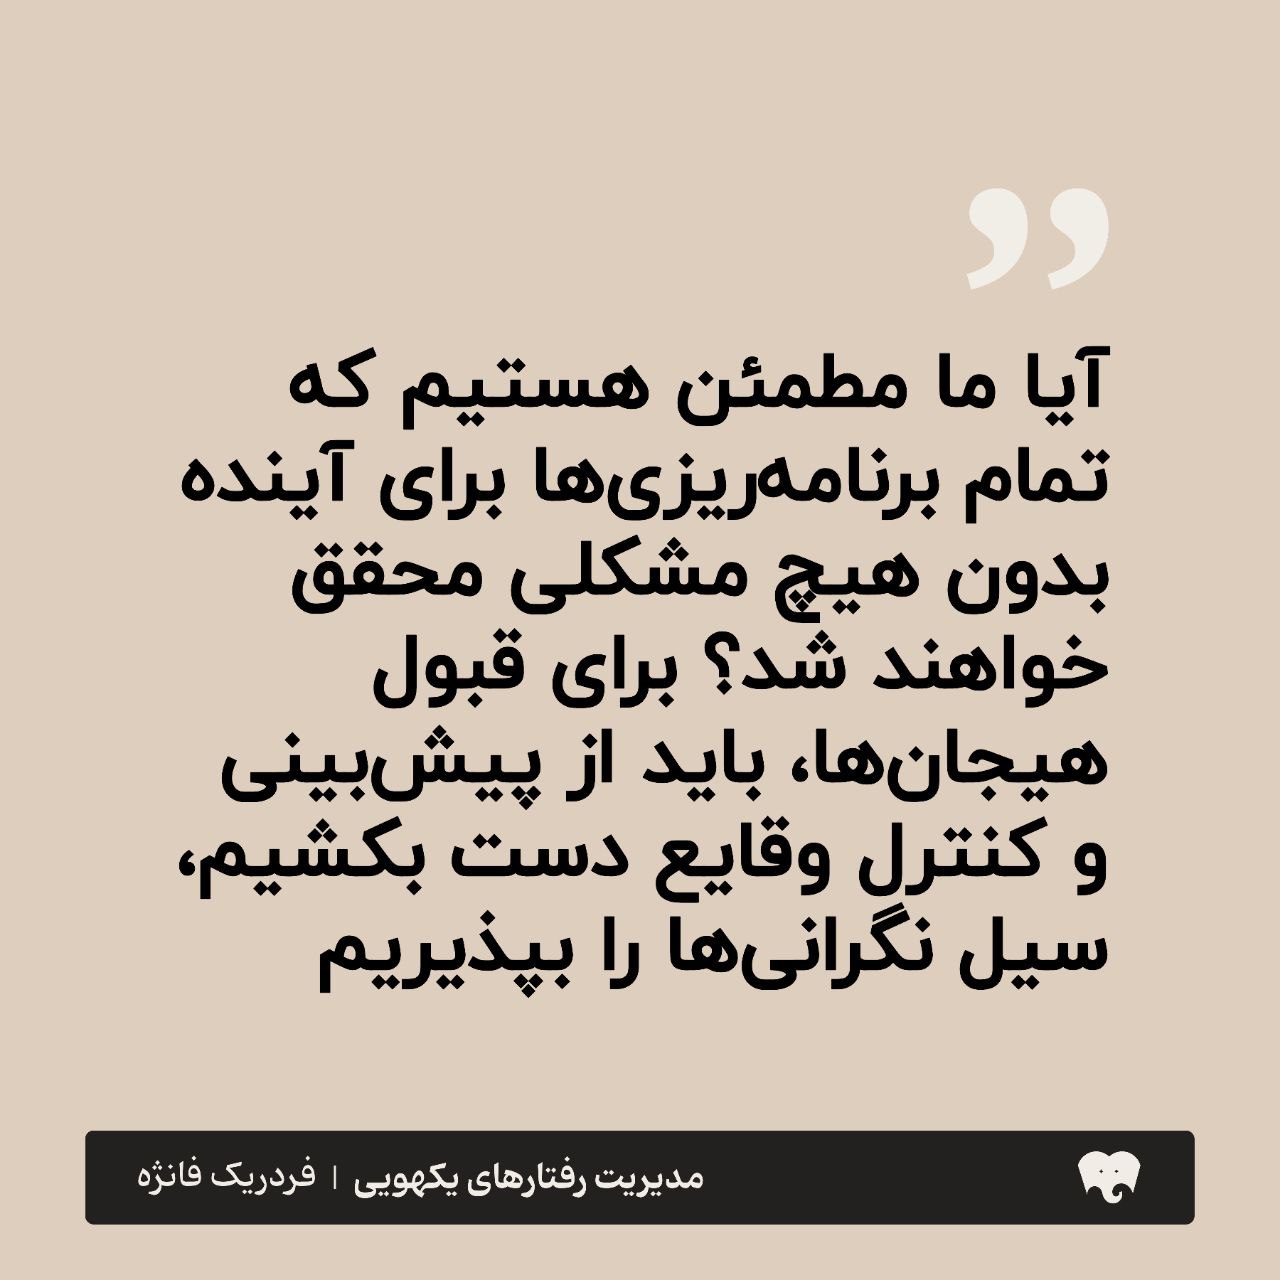 ”
آیا ما مطمئن هستیم که
تمام برنامه‌ریزی‌ها برای آینده
بدون هیچ مشکلی محقق
خواهند شد؟ برای قبول
هیجان‌ها، باید از پیش‌بینی
و کنترل وقایع دست بکشیم،
سیل نگرانی‌ها را بپذیریم
مدیریت رفتارهای یکهویی | فردریک فانژه